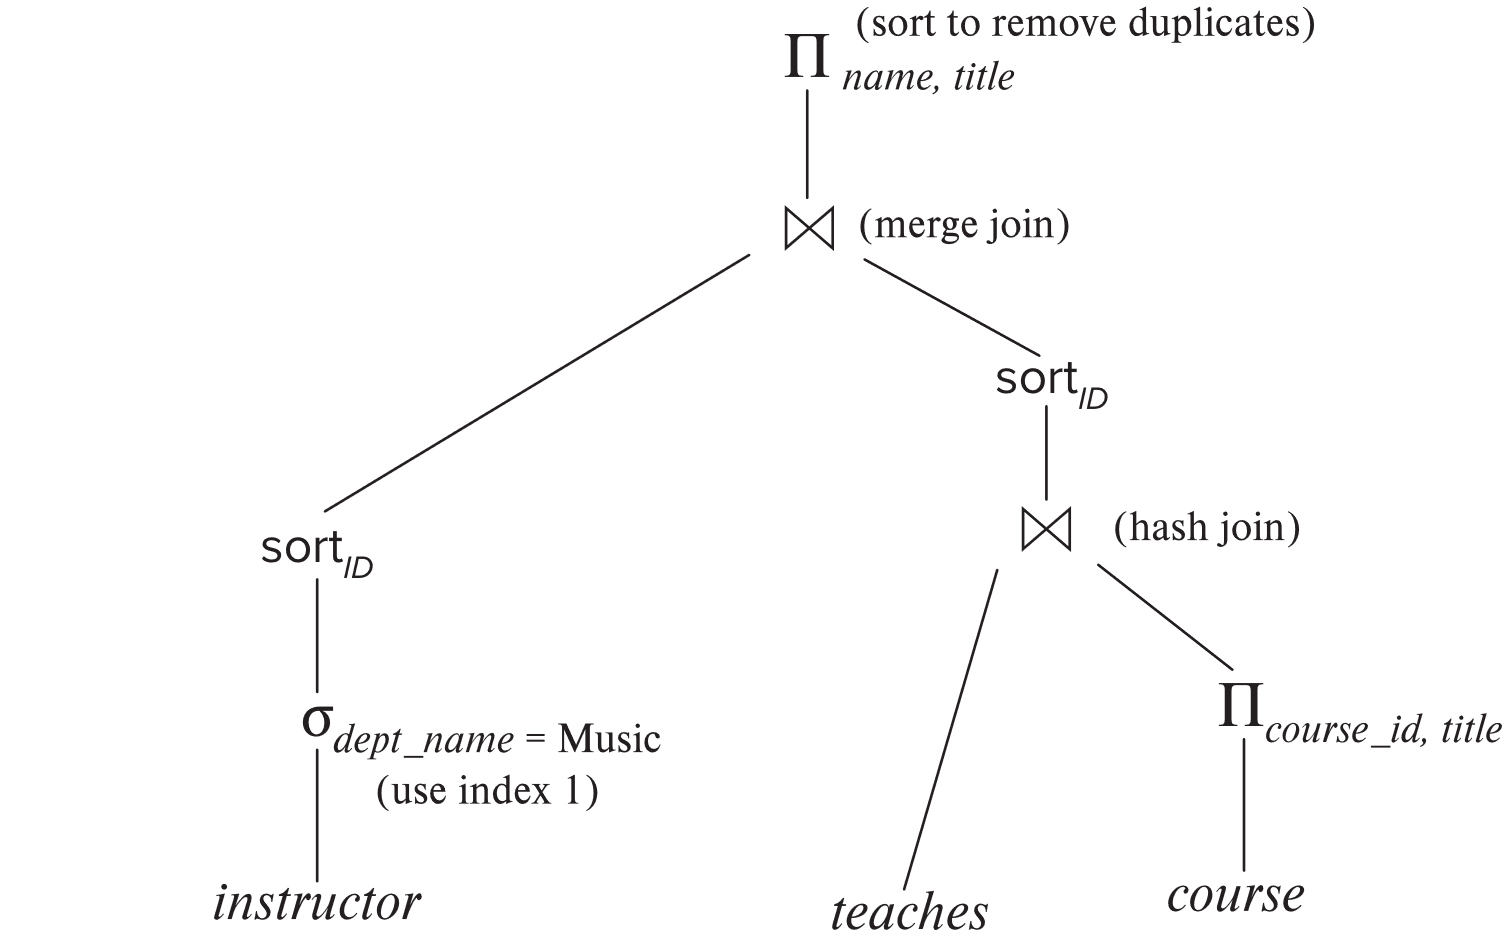 (sort to remove duplicates)
Π name, title
⋈ (merge join)
sort ID
⋈ (hash join)
sort ID
Π course_id, title
σ dept_name = Music
(use index 1)
instructor
teaches
course